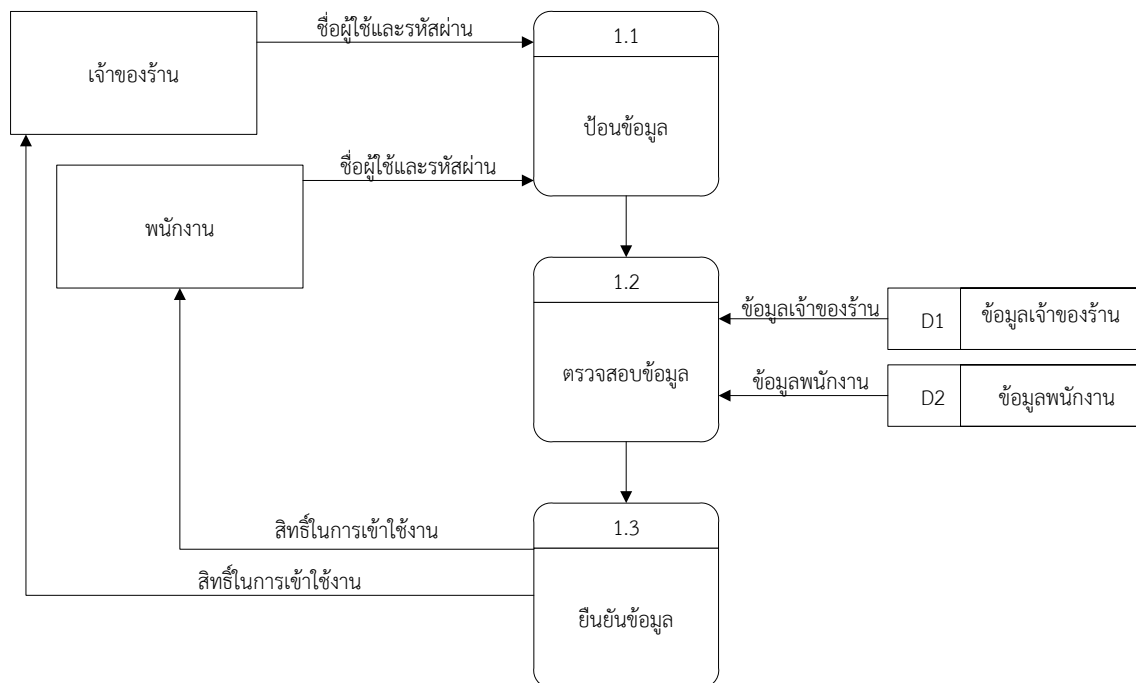 ชื่อผู้ใช้และรหัสผ่าน
1.1
เจ้าของร้าน
ป้อนข้อมูล
ชื่อผู้ใช้และรหัสผ่าน
พนักงาน
1.2
ข้อมูลเจ้าของร้าน
D1
ข้อมูลเจ้าของร้าน
ตรวจสอบข้อมูล
ข้อมูลพนักงาน
D2
ข้อมูลพนักงาน
1.3
สิทธิ์ในการเข้าใช้งาน
สิทธิ์ในการเข้าใช้งาน
ยืนยันข้อมูล